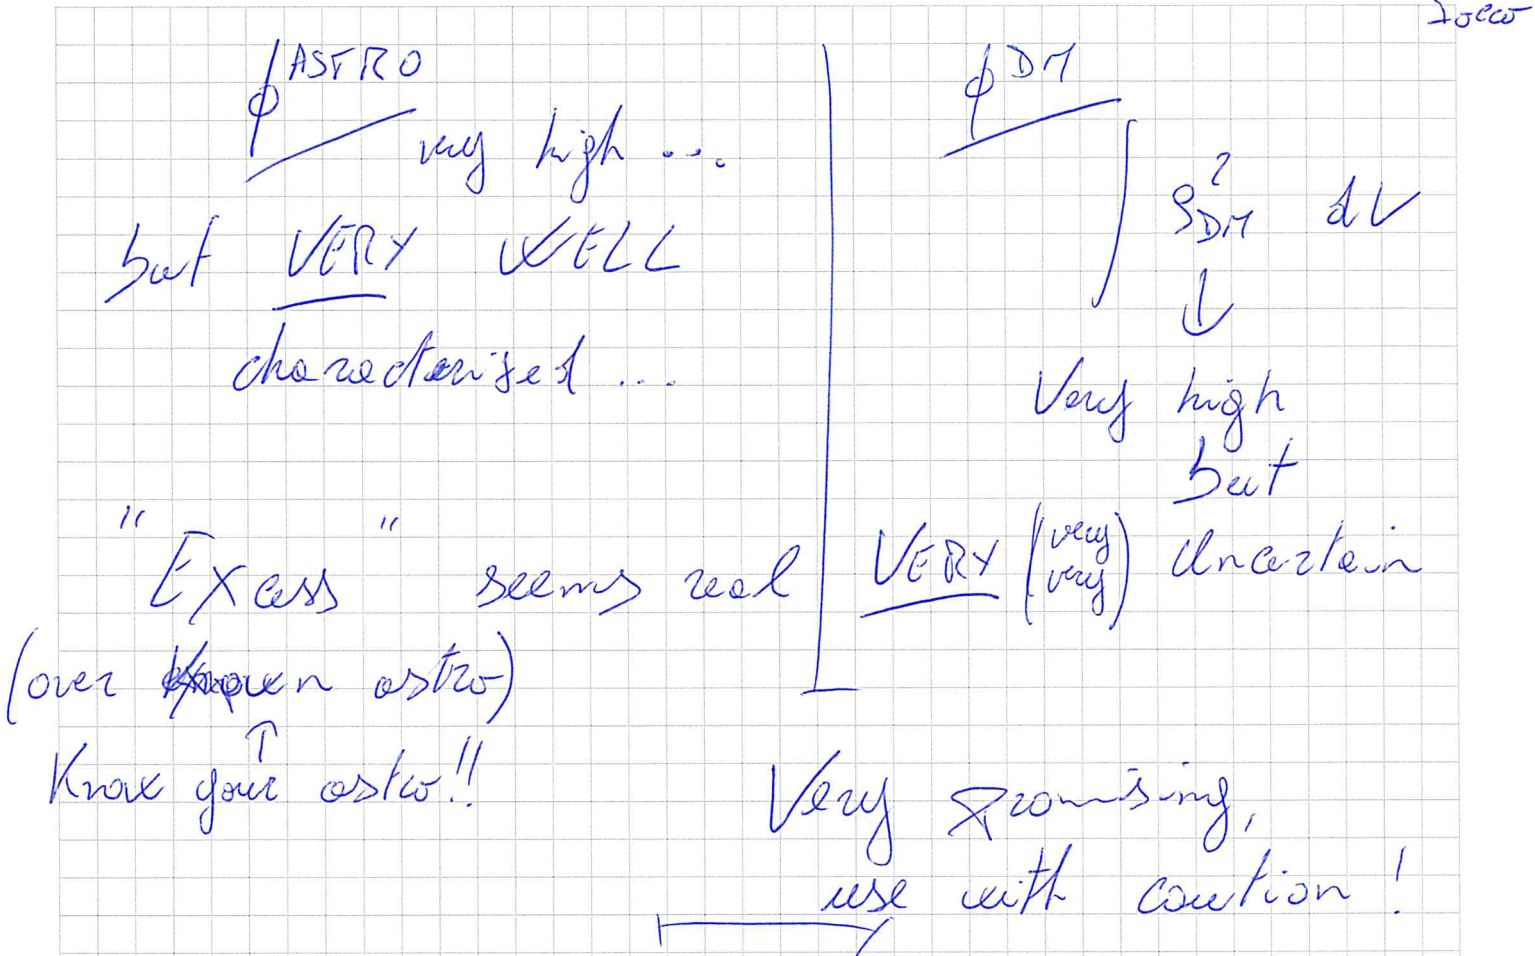 ϕ^ASTRO
very high ...
but VERY WELL
characterised ...
"Excess" seems real
(over known astro)
↑
Know your astro!!
ϕ^DM
∫ ρ²_DM dV
↓
Very high
but
VERY (very very) Uncertain
Very promising,
use with caution!